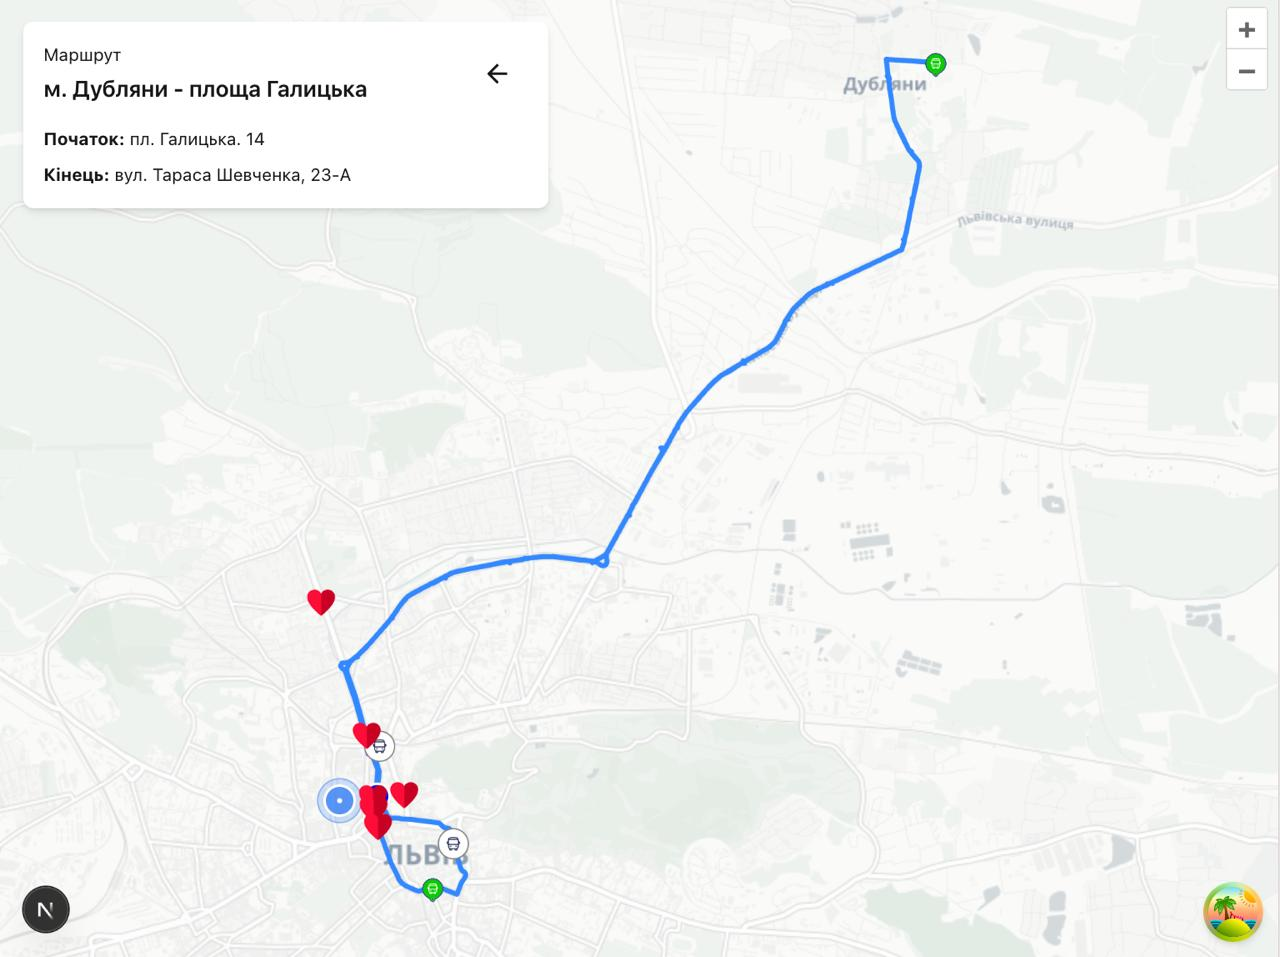 Маршрут
м. Дубляни - площа Галицька
Початок: пл. Галицька. 14
Кінець: вул. Тараса Шевченка, 23-А
+
−
Дубляни
Львівська вулиця
ЛЬВІВ
N